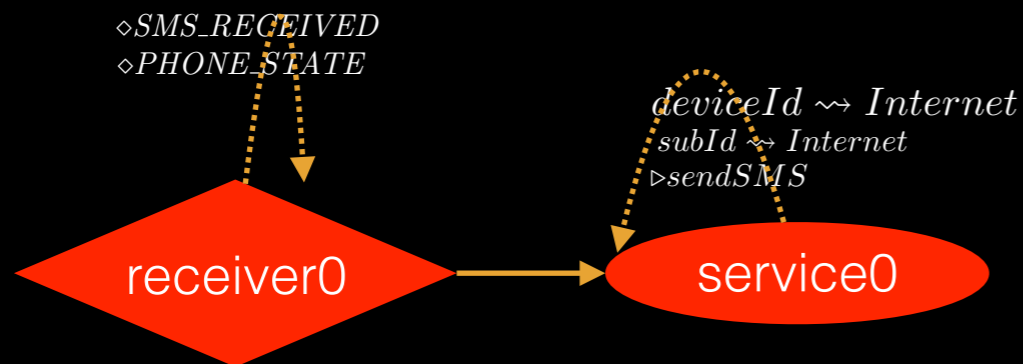 ⋄SMS_RECEIVED
⋄PHONE_STATE
deviceId ⇝ Internet
subId ⇝ Internet
▹sendSMS
receiver0
service0